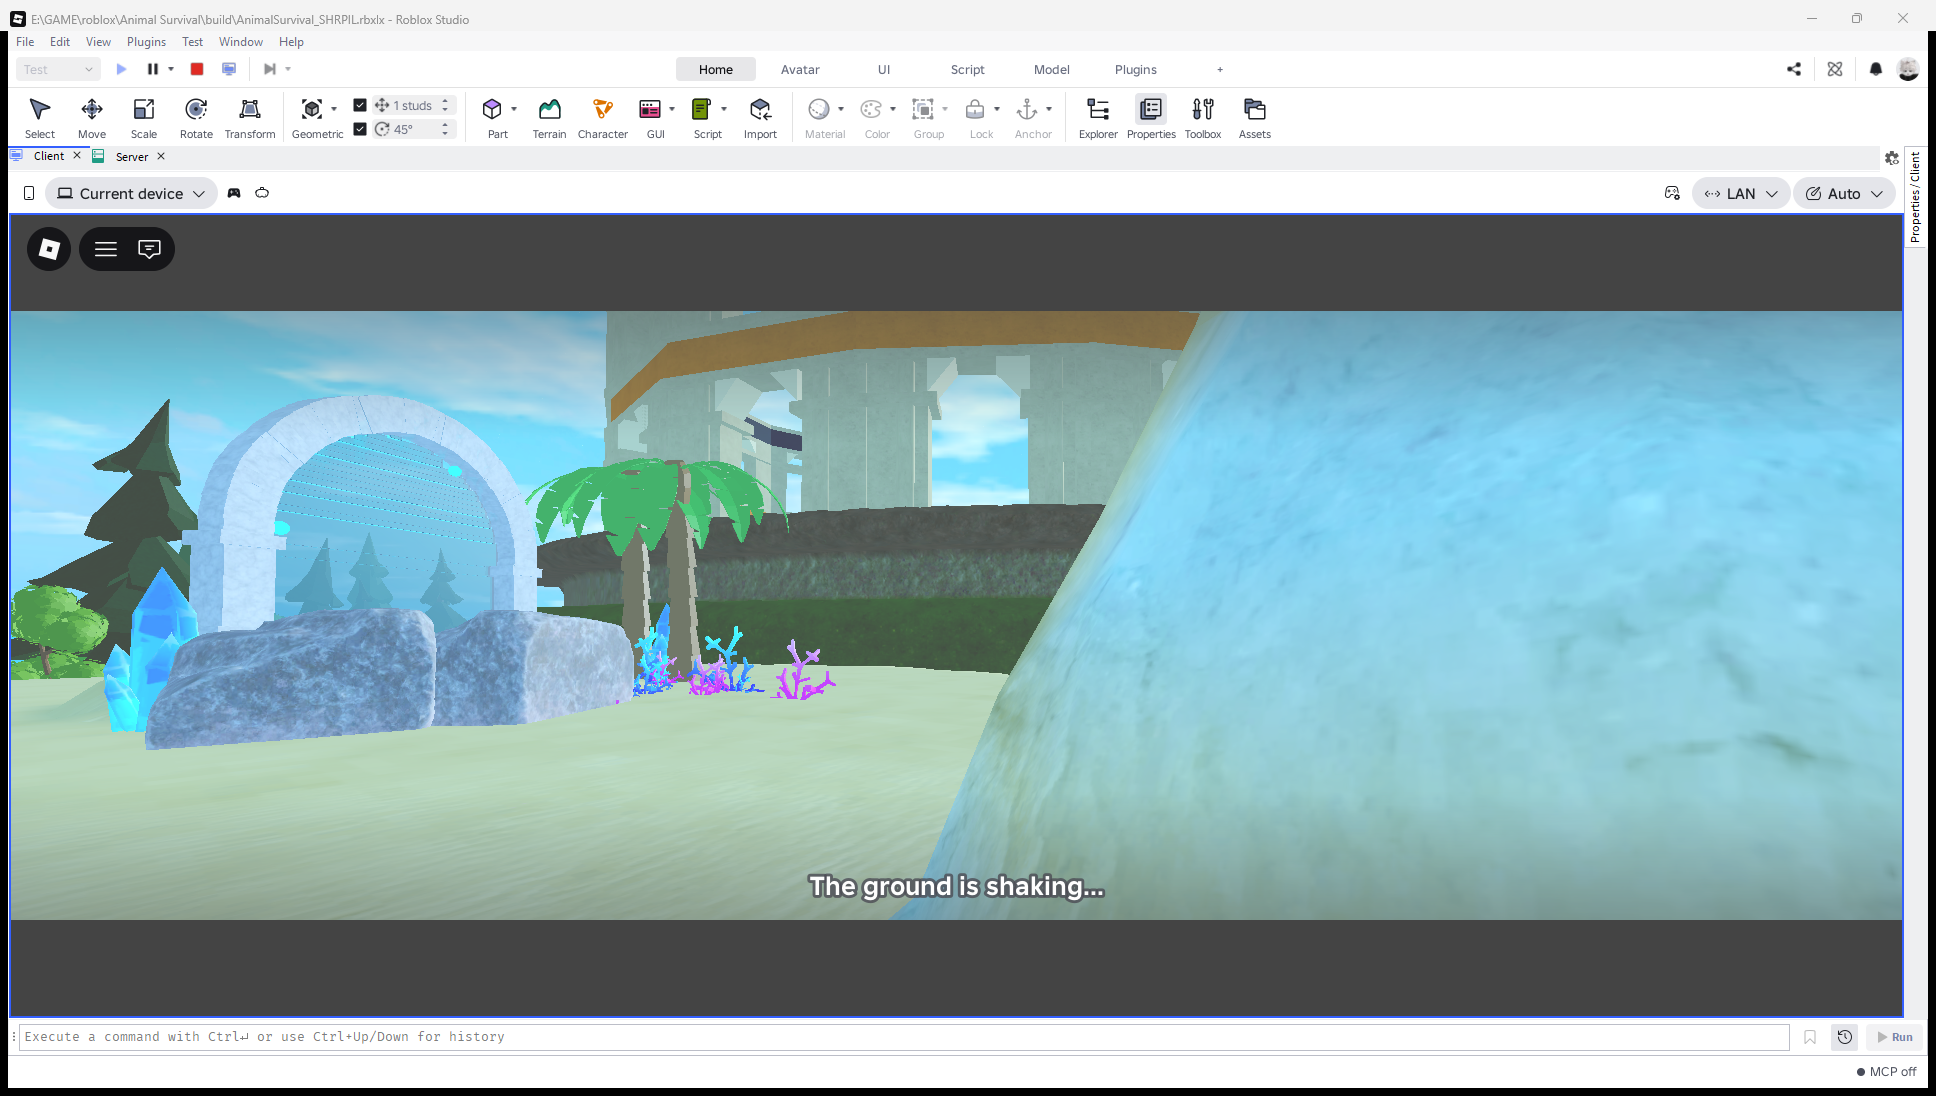 E:\GAME\roblox\Animal Survival\build\AnimalSurvival_SHRPIL.rbxlx - Roblox Studio
File Edit View Plugins Test Window Help
Test Home Avatar UI Script Model Plugins +
1 studs
45°
Select Move Scale Rotate Transform Geometric Part Terrain Character GUI Script Import Material Color Group Lock Anchor Explorer Properties Toolbox Assets
Client Server
Properties / Client
Current device LAN Auto
The ground is shaking...
Execute a command with Ctrl↵ or use Ctrl+Up/Down for history Run
MCP off